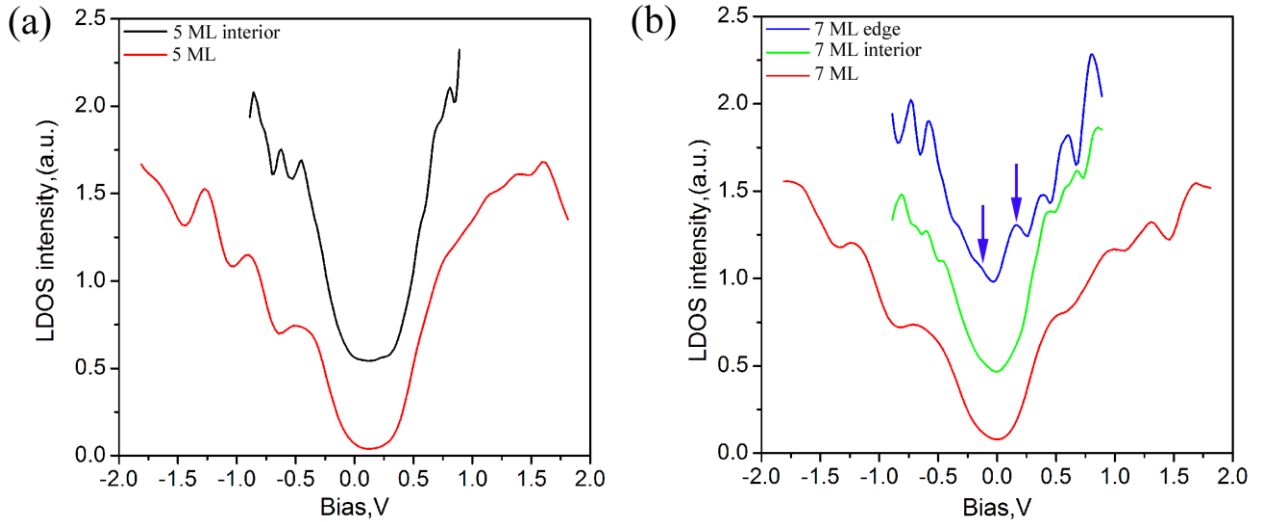 (a)
2.5
2.0
1.5
1.0
0.5
0.0
LDOS intensity,(a.u.)
5 ML interior
5 ML
-2.0 -1.5 -1.0 -0.5 0.0 0.5 1.0 1.5 2.0
Bias,V
(b)
2.5
2.0
1.5
1.0
0.5
0.0
LDOS intensity,(a.u.)
7 ML edge
7 ML interior
7 ML
-2.0 -1.5 -1.0 -0.5 0.0 0.5 1.0 1.5 2.0
Bias,V